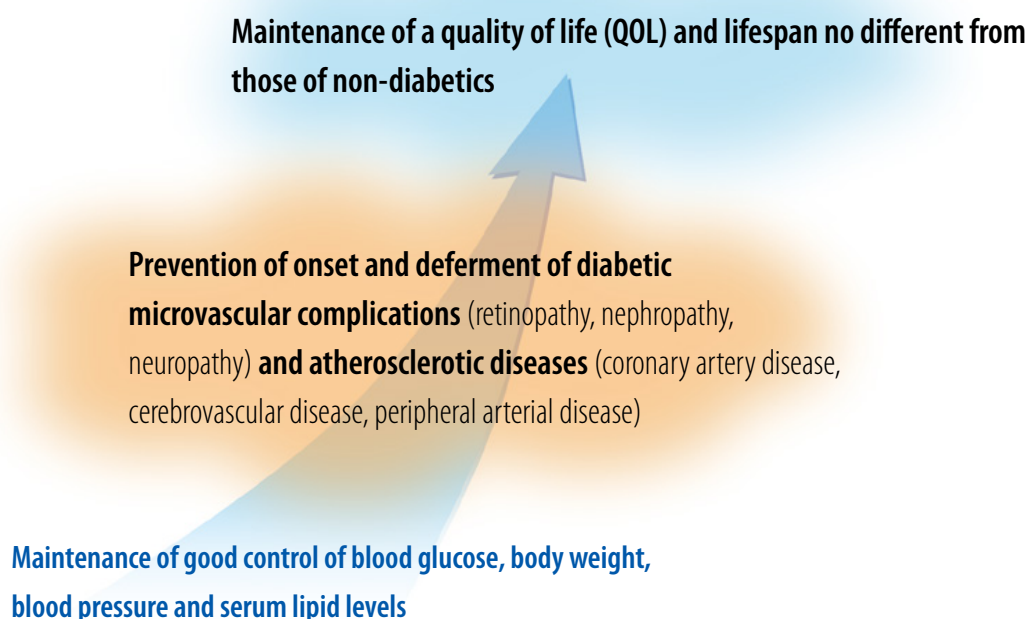 Maintenance of a quality of life (QOL) and lifespan no different from
those of non-diabetics
Prevention of onset and deferment of diabetic
microvascular complications (retinopathy, nephropathy,
neuropathy) and atherosclerotic diseases (coronary artery disease,
cerebrovascular disease, peripheral arterial disease)
Maintenance of good control of blood glucose, body weight,
blood pressure and serum lipid levels